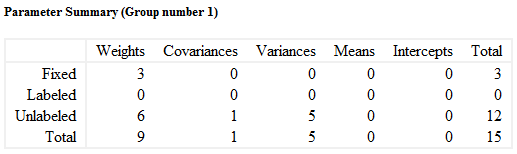 Parameter Summary (Group number 1)
Weights Covariances Variances Means Intercepts Total
Fixed 3 0 0 0 0 3
Labeled 0 0 0 0 0 0
Unlabeled 6 1 5 0 0 12
Total 9 1 5 0 0 15